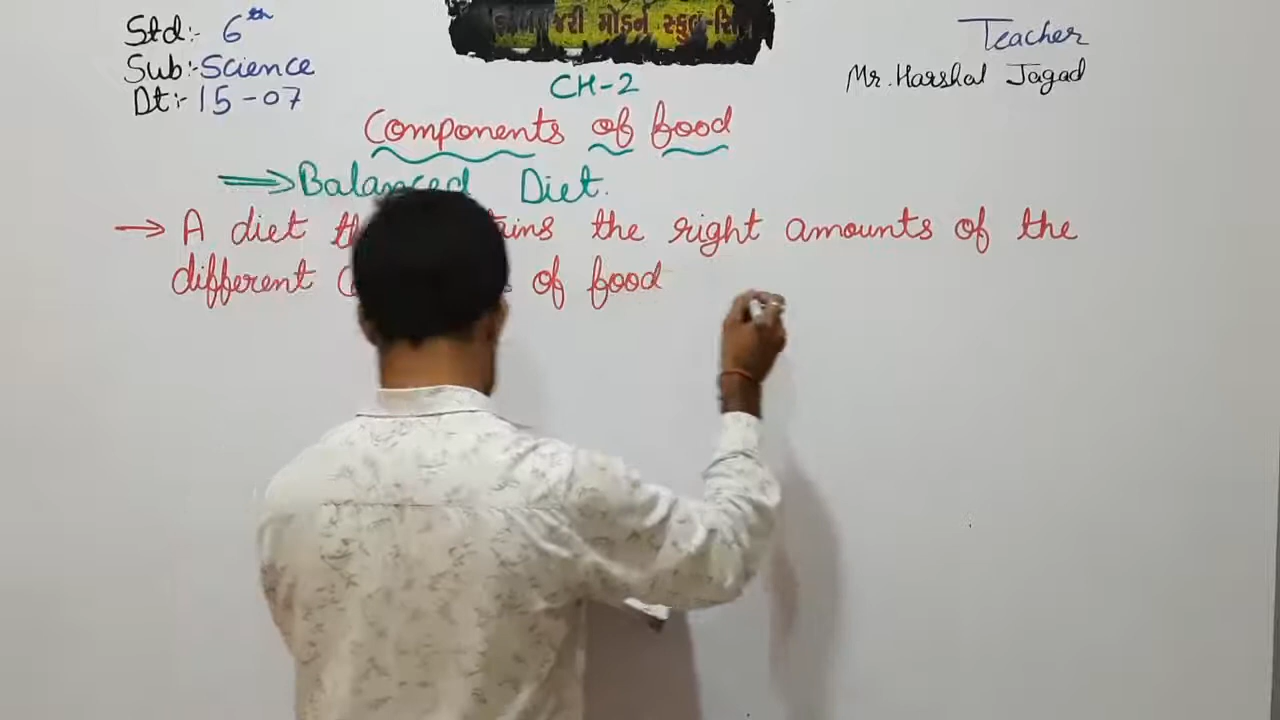 Std:- 6th
Sub:-Science
Dt:- 15-07
મોડર્ન સ્કુલ
Teacher
Mr. Harshal Jagad
CH-2
Components of food
⟹ Balanced Diet.
→ A diet the right amounts of the
different of food